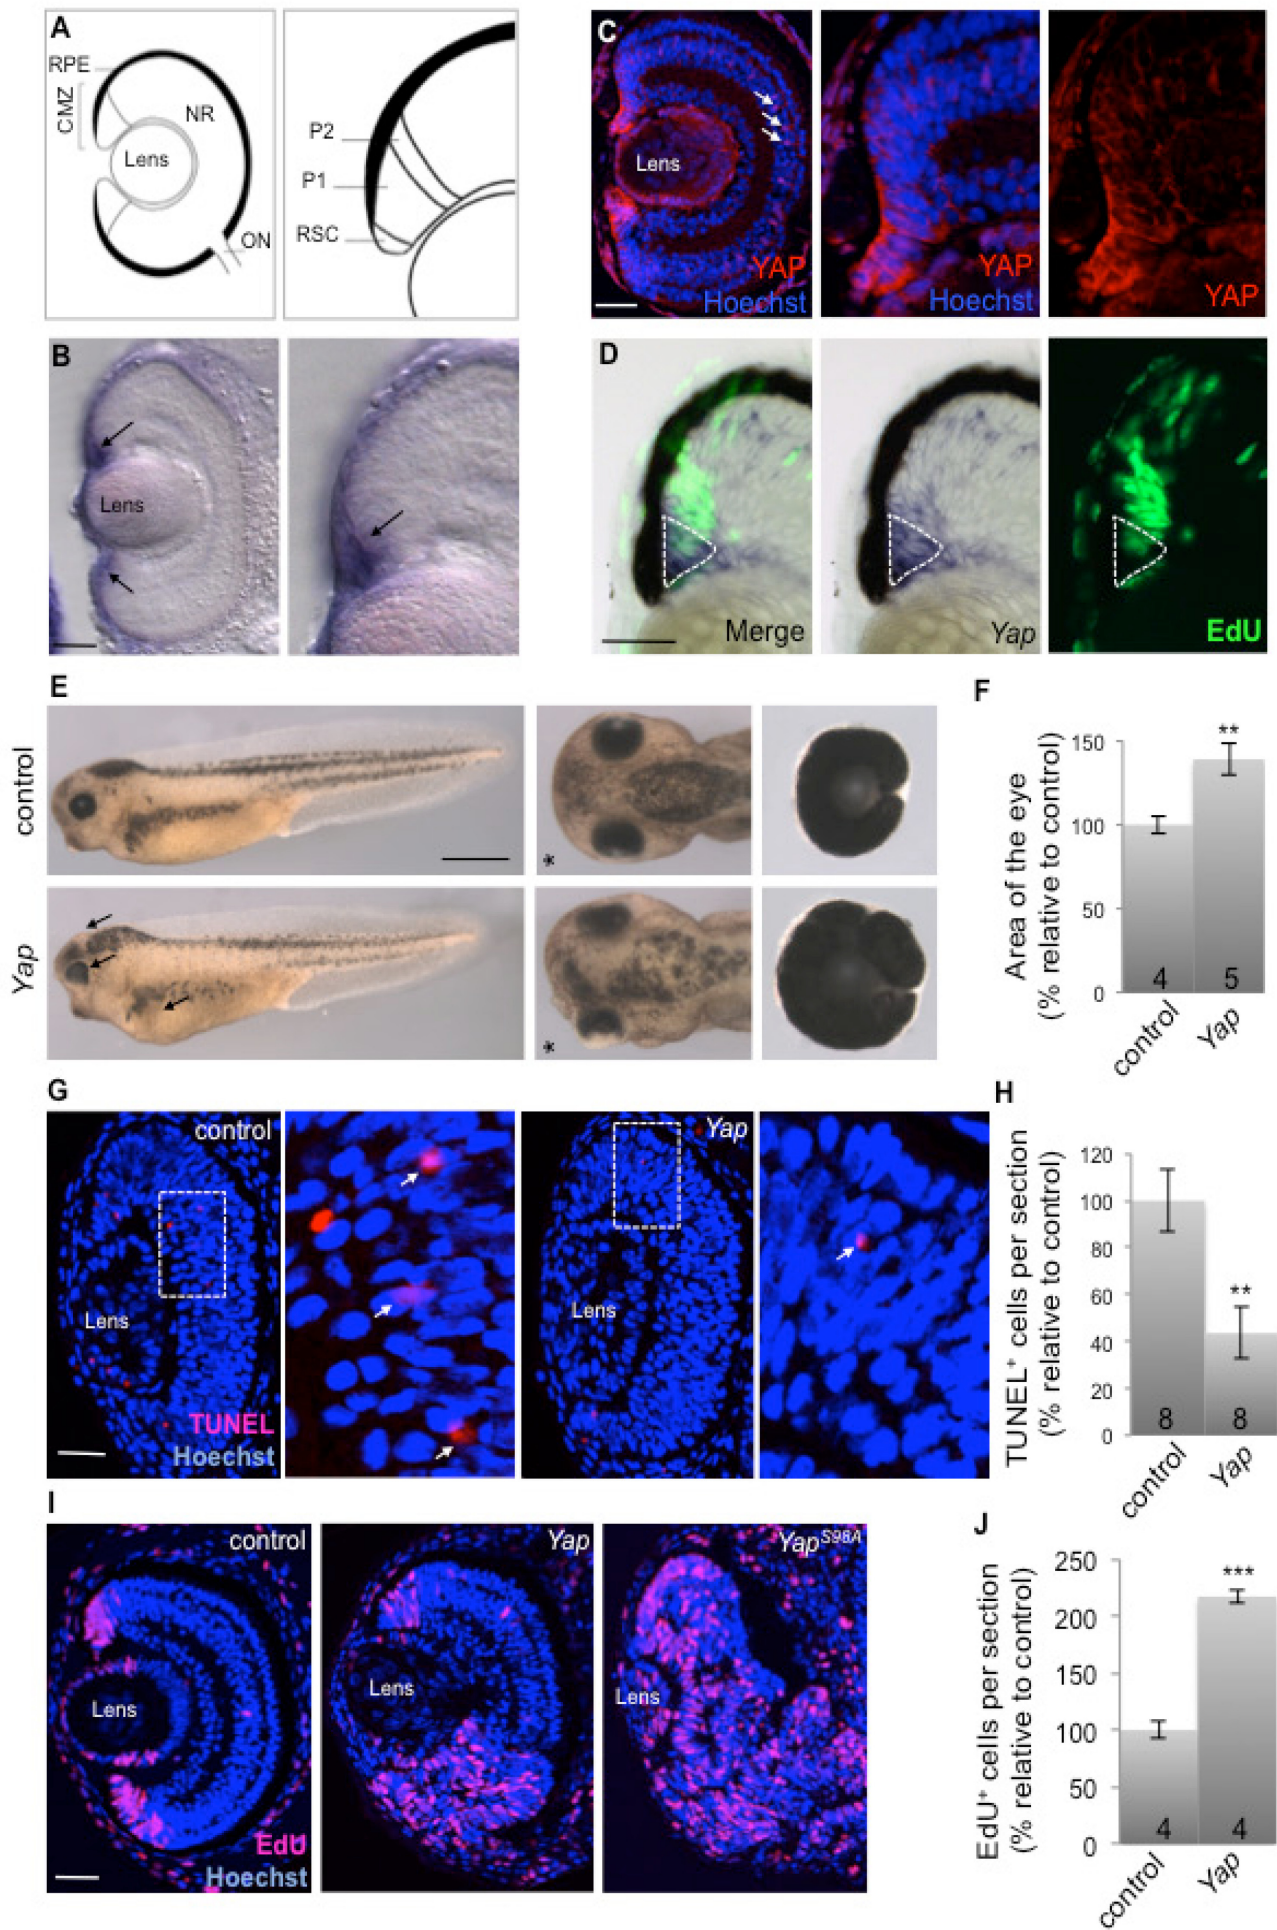 A
RPE
CMZ
NR
Lens
ON
P2
P1
RSC
C
Lens
YAP
Hoechst
YAP
Hoechst
YAP
B
Lens
D
Merge
Yap
EdU
E
control
*
Yap
*
F
Area of the eye
(% relative to control)
150
100
50
0
**
4
5
control
Yap
G
control
Lens
TUNEL
Hoechst
Yap
Lens
H
TUNEL⁺ cells per section
(% relative to control)
120
100
80
60
40
20
0
**
8
8
control
Yap
I
control
Lens
EdU
Hoechst
Yap
Lens
Yap^S98A
Lens
J
EdU⁺ cells per section
(% relative to control)
250
200
150
100
50
0
***
4
4
control
Yap